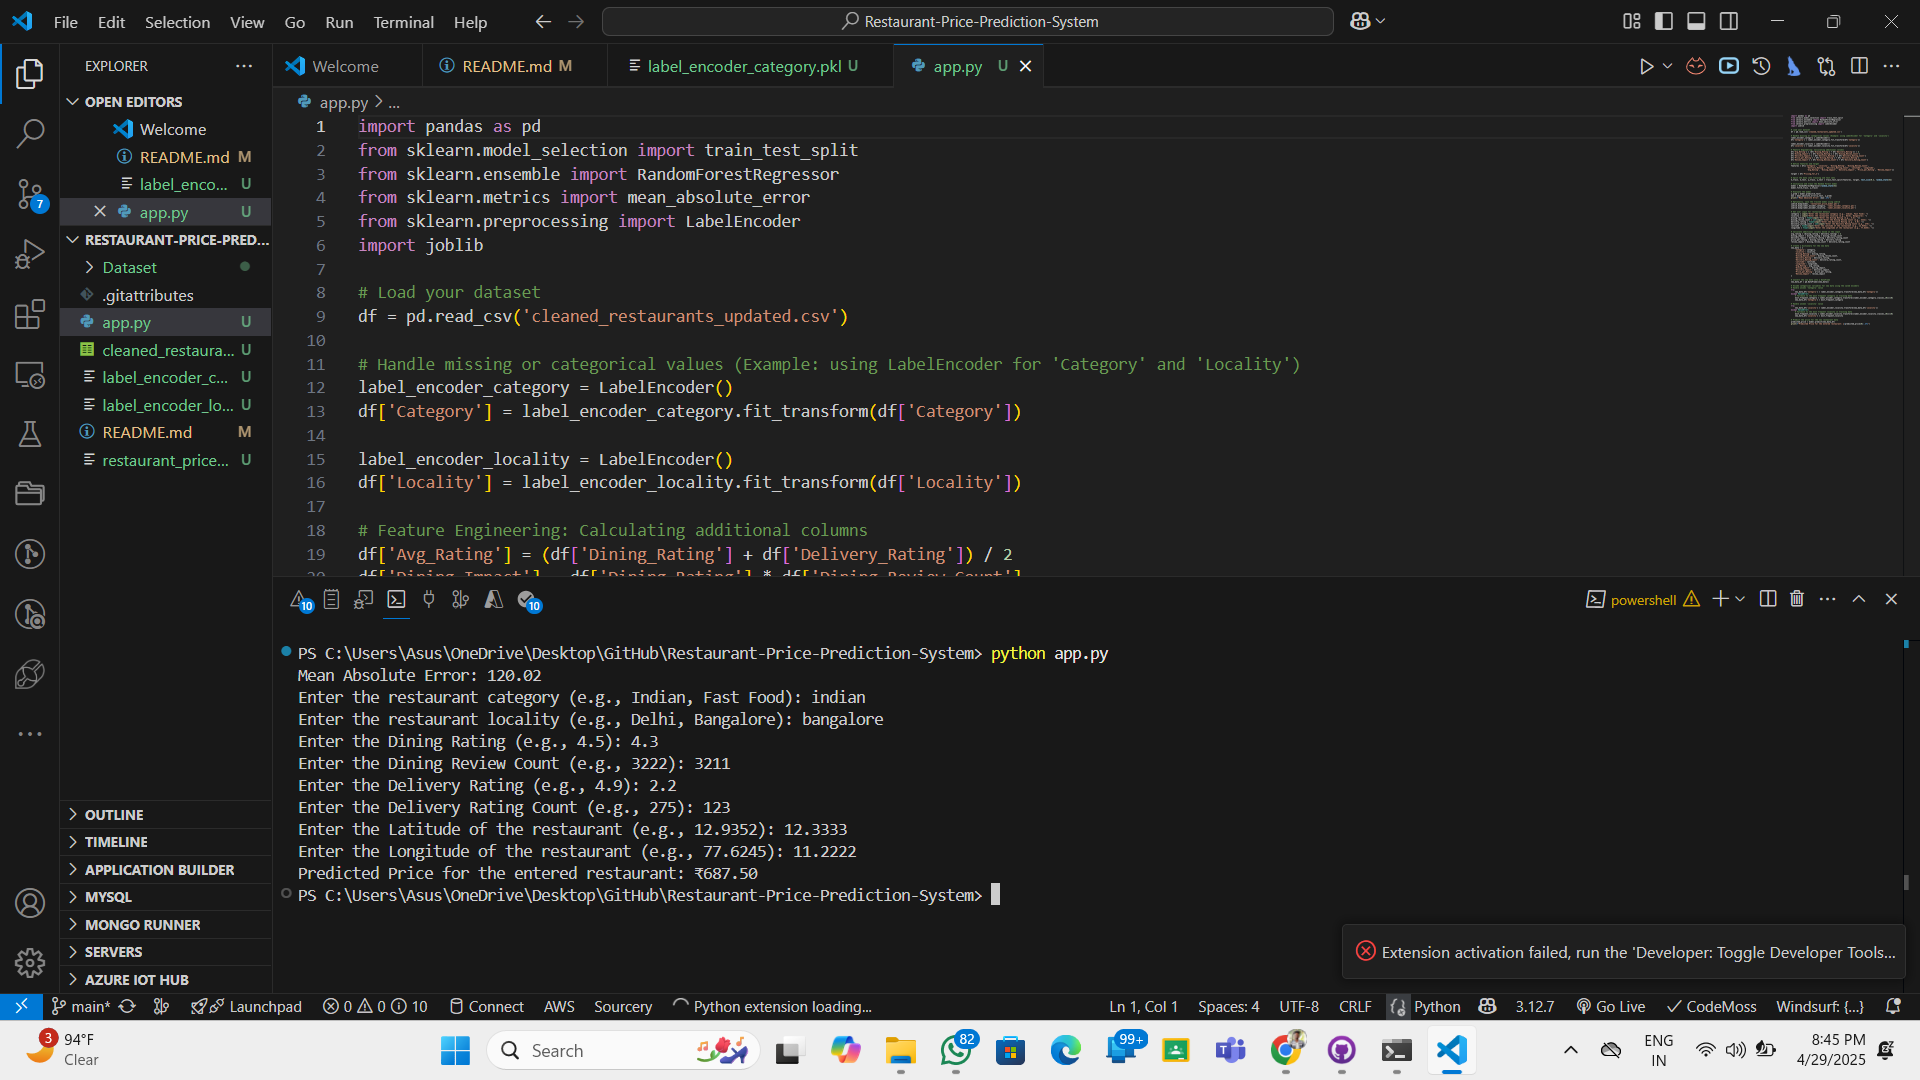 File Edit Selection View Go Run Terminal Help
Restaurant-Price-Prediction-System
EXPLORER
Welcome
README.md M
label_encoder_category.pkl U
app.py U
OPEN EDITORS
Welcome
README.md M
label_enco... U
app.py U
RESTAURANT-PRICE-PRED...
Dataset
.gitattributes
app.py U
cleaned_restaura... U
label_encoder_c... U
label_encoder_lo... U
README.md M
restaurant_price... U
OUTLINE
TIMELINE
APPLICATION BUILDER
MYSQL
MONGO RUNNER
SERVERS
AZURE IOT HUB
7
app.py > ...
1 import pandas as pd
2 from sklearn.model_selection import train_test_split
3 from sklearn.ensemble import RandomForestRegressor
4 from sklearn.metrics import mean_absolute_error
5 from sklearn.preprocessing import LabelEncoder
6 import joblib
7
8 # Load your dataset
9 df = pd.read_csv('cleaned_restaurants_updated.csv')
10
11 # Handle missing or categorical values (Example: using LabelEncoder for 'Category' and 'Locality')
12 label_encoder_category = LabelEncoder()
13 df['Category'] = label_encoder_category.fit_transform(df['Category'])
14
15 label_encoder_locality = LabelEncoder()
16 df['Locality'] = label_encoder_locality.fit_transform(df['Locality'])
17
18 # Feature Engineering: Calculating additional columns
19 df['Avg_Rating'] = (df['Dining_Rating'] + df['Delivery_Rating']) / 2
20 df['Dining_Impact'] = df['Dining_Rating'] * df['Dining_Review_Count']
10 10 powershell
PS C:\Users\Asus\OneDrive\Desktop\GitHub\Restaurant-Price-Prediction-System> python app.py
Mean Absolute Error: 120.02
Enter the restaurant category (e.g., Indian, Fast Food): indian
Enter the restaurant locality (e.g., Delhi, Bangalore): bangalore
Enter the Dining Rating (e.g., 4.5): 4.3
Enter the Dining Review Count (e.g., 3222): 3211
Enter the Delivery Rating (e.g., 4.9): 2.2
Enter the Delivery Rating Count (e.g., 275): 123
Enter the Latitude of the restaurant (e.g., 12.9352): 12.3333
Enter the Longitude of the restaurant (e.g., 77.6245): 11.2222
Predicted Price for the entered restaurant: ₹687.50
PS C:\Users\Asus\OneDrive\Desktop\GitHub\Restaurant-Price-Prediction-System>
Extension activation failed, run the 'Developer: Toggle Developer Tools...
main* Launchpad 0 0 10 Connect AWS Sourcery Python extension loading... Ln 1, Col 1 Spaces: 4 UTF-8 CRLF Python 3.12.7 Go Live CodeMoss Windsurf: {...}
3 94°F
Clear
Search
82
99+
ENG
IN
8:45 PM
4/29/2025